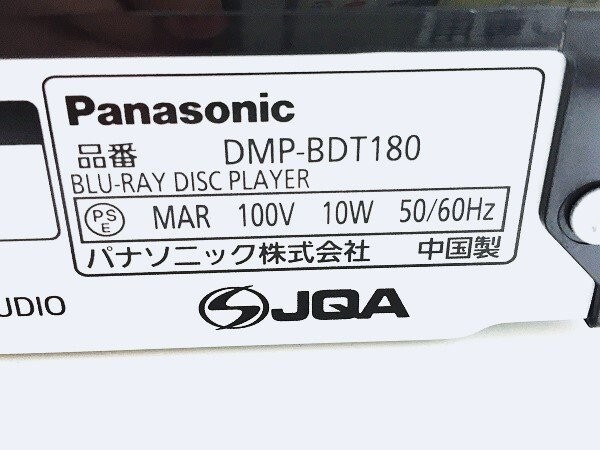 Panasonic
品番 DMP-BDT180
BLU-RAY DISC PLAYER
PS E MAR 100V 10W 50/60Hz
パナソニック株式会社 中国製
UDIO JQA